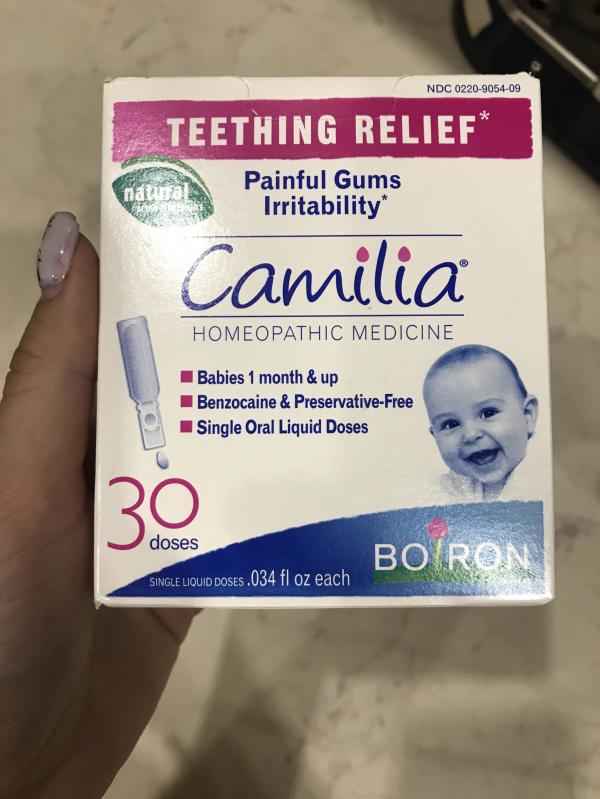 NDC 0220-9054-09
TEETHING RELIEF*
natural
Painful Gums
Irritability*
Camilia®
HOMEOPATHIC MEDICINE
Babies 1 month & up
Benzocaine & Preservative-Free
Single Oral Liquid Doses
30
doses
SINGLE LIQUID DOSES .034 fl oz each
BOIRON